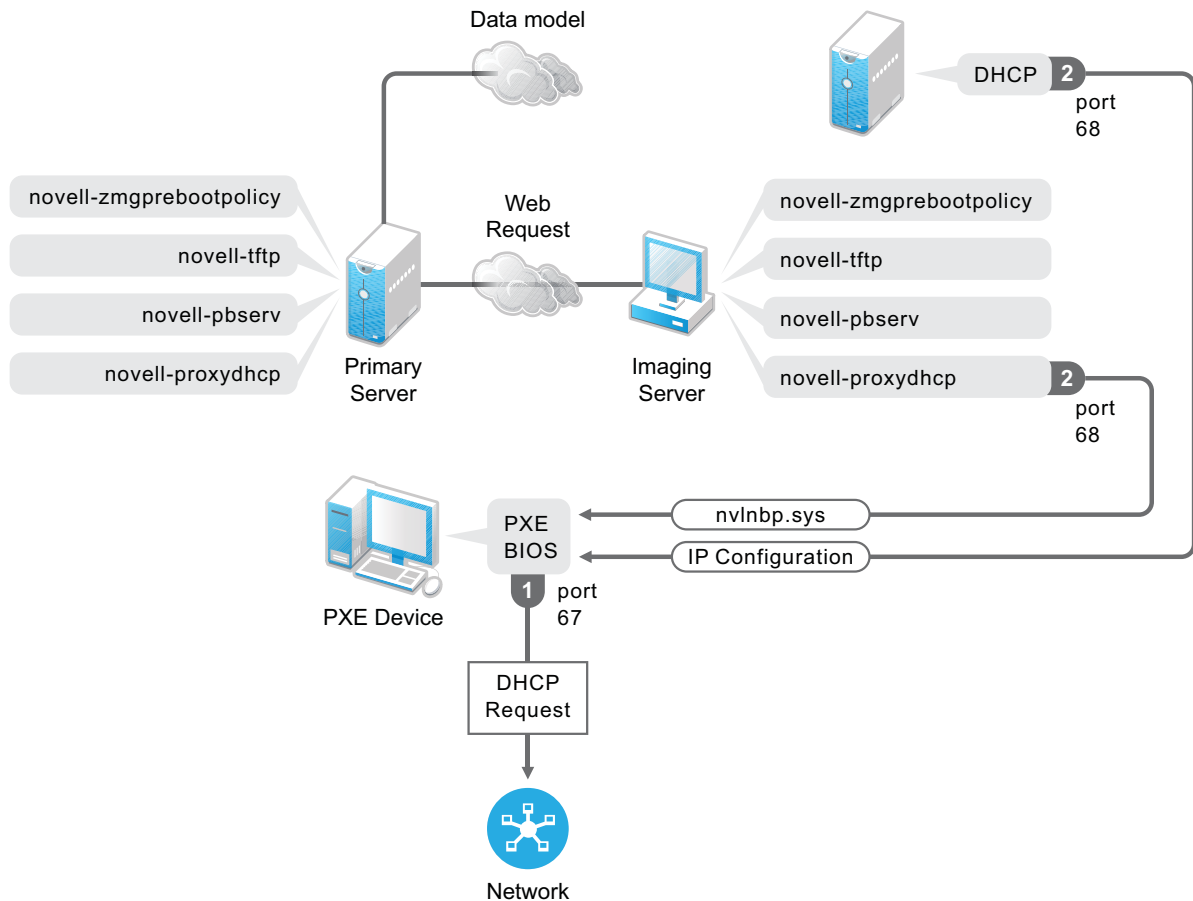 Data model
DHCP
2
port
68
novell-zmgprebootpolicy
novell-tftp
novell-pbserv
novell-proxydhcp
Primary
Server
Web
Request
Imaging
Server
novell-zmgprebootpolicy
novell-tftp
novell-pbserv
novell-proxydhcp
2
port
68
nvlnbp.sys
IP Configuration
PXE
BIOS
1
port
67
PXE Device
DHCP
Request
Network